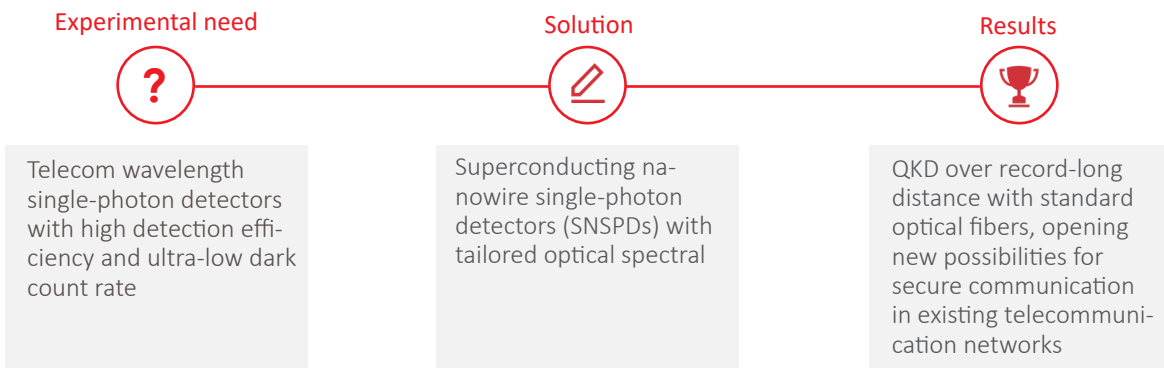 Experimental need
Solution
Results
?
Telecom wavelength
single-photon detectors
with high detection effi-
ciency and ultra-low dark
count rate
Superconducting na-
nowire single-photon
detectors (SNSPDs) with
tailored optical spectral
QKD over record-long
distance with standard
optical fibers, opening
new possibilities for
secure communication
in existing telecommuni-
cation networks